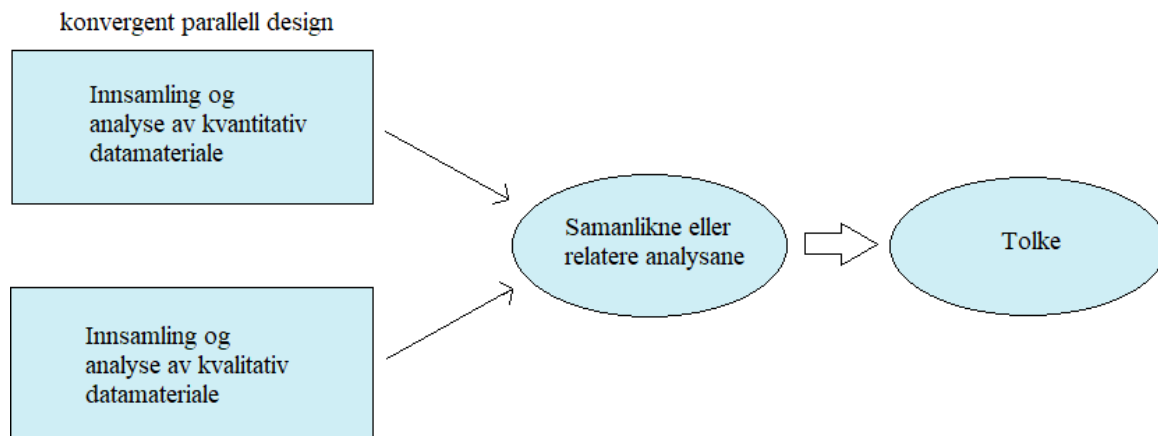 konvergent parallell design
Innsamling og
analyse av kvantitativ
datamateriale
Samanlikne eller
relatere analysane
Tolke
Innsamling og
analyse av kvalitativ
datamateriale